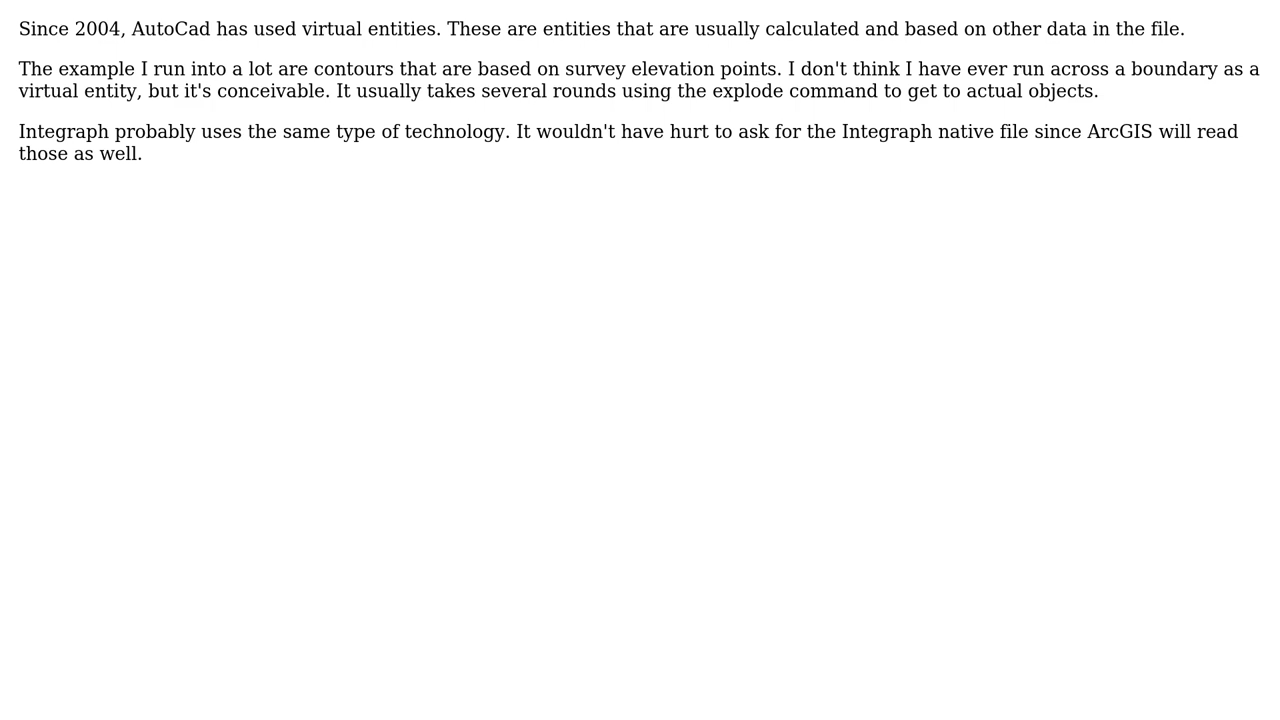 Since 2004, AutoCad has used virtual entities. These are entities that are usually calculated and based on other data in the file.
The example I run into a lot are contours that are based on survey elevation points. I don't think I have ever run across a boundary as a
virtual entity, but it's conceivable. It usually takes several rounds using the explode command to get to actual objects.
Integraph probably uses the same type of technology. It wouldn't have hurt to ask for the Integraph native file since ArcGIS will read
those as well.